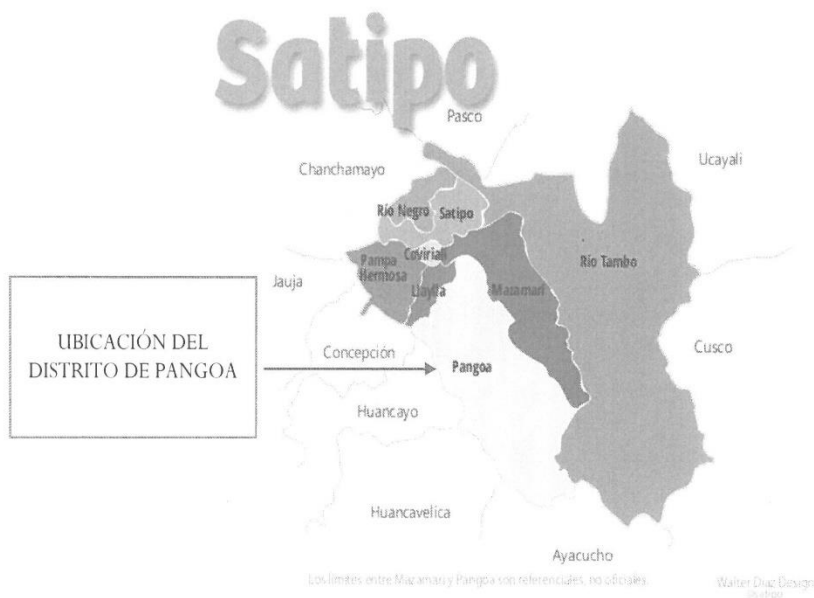 Satipo
Pasco
Ucayali
Chanchamayo
Río Negro
Satipo
Coviriali
Pampa
Hermosa
Llaylla
Mazamari
Río Tambo
Jauja
UBICACIÓN DEL
DISTRITO DE PANGOA
Concepción
Pangoa
Cusco
Huancayo
Huancavelica
Ayacucho
Los límites entre Mazamari y Pangoa son referenciales, no oficiales
Walter Diaz Design